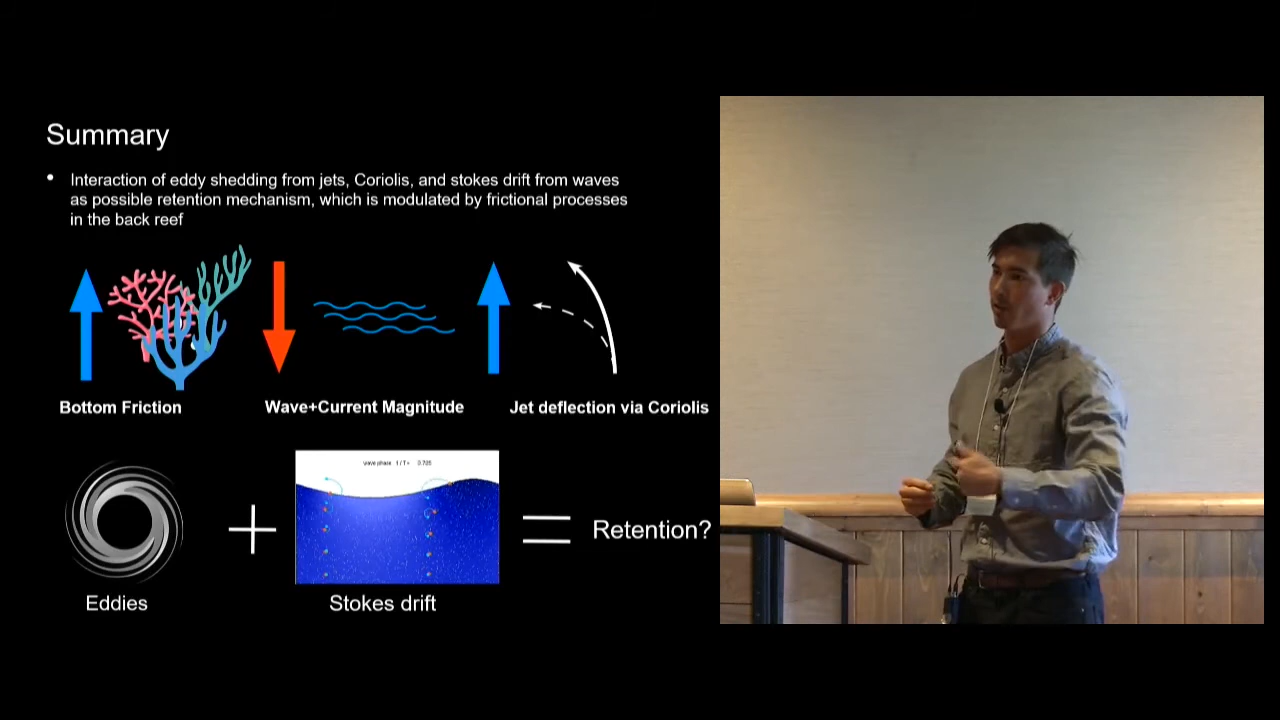 Summary
• Interaction of eddy shedding from jets, Coriolis, and stokes drift from waves
as possible retention mechanism, which is modulated by frictional processes
in the back reef
Bottom Friction
Wave+Current Magnitude
Jet deflection via Coriolis
wave phase t / T = 0.785
Retention?
Eddies
Stokes drift